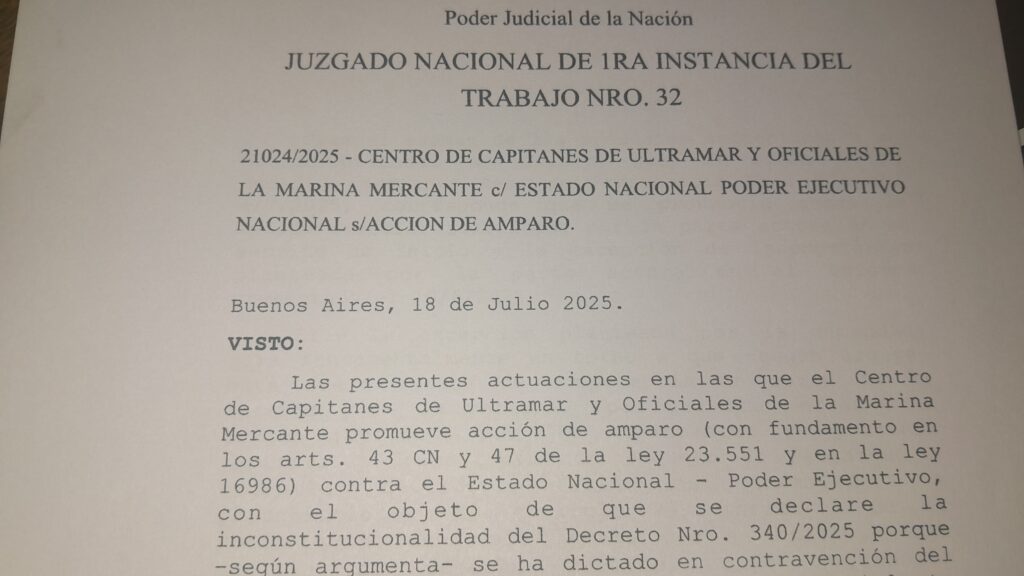 Poder Judicial de la Nación
JUZGADO NACIONAL DE 1RA INSTANCIA DEL
TRABAJO NRO. 32
21024/2025 - CENTRO DE CAPITANES DE ULTRAMAR Y OFICIALES DE
LA MARINA MERCANTE c/ ESTADO NACIONAL PODER EJECUTIVO
NACIONAL s/ACCION DE AMPARO.
Buenos Aires, 18 de Julio 2025.
VISTO:
Las presentes actuaciones en las que el Centro
de Capitanes de Ultramar y Oficiales de la Marina
Mercante promueve acción de amparo (con fundamento en
los arts. 43 CN y 47 de la ley 23.551 y en la ley
16986) contra el Estado Nacional - Poder Ejecutivo,
con el objeto de que se declare la
inconstitucionalidad del Decreto Nro. 340/2025 porque
-según argumenta- se ha dictado en contravención del